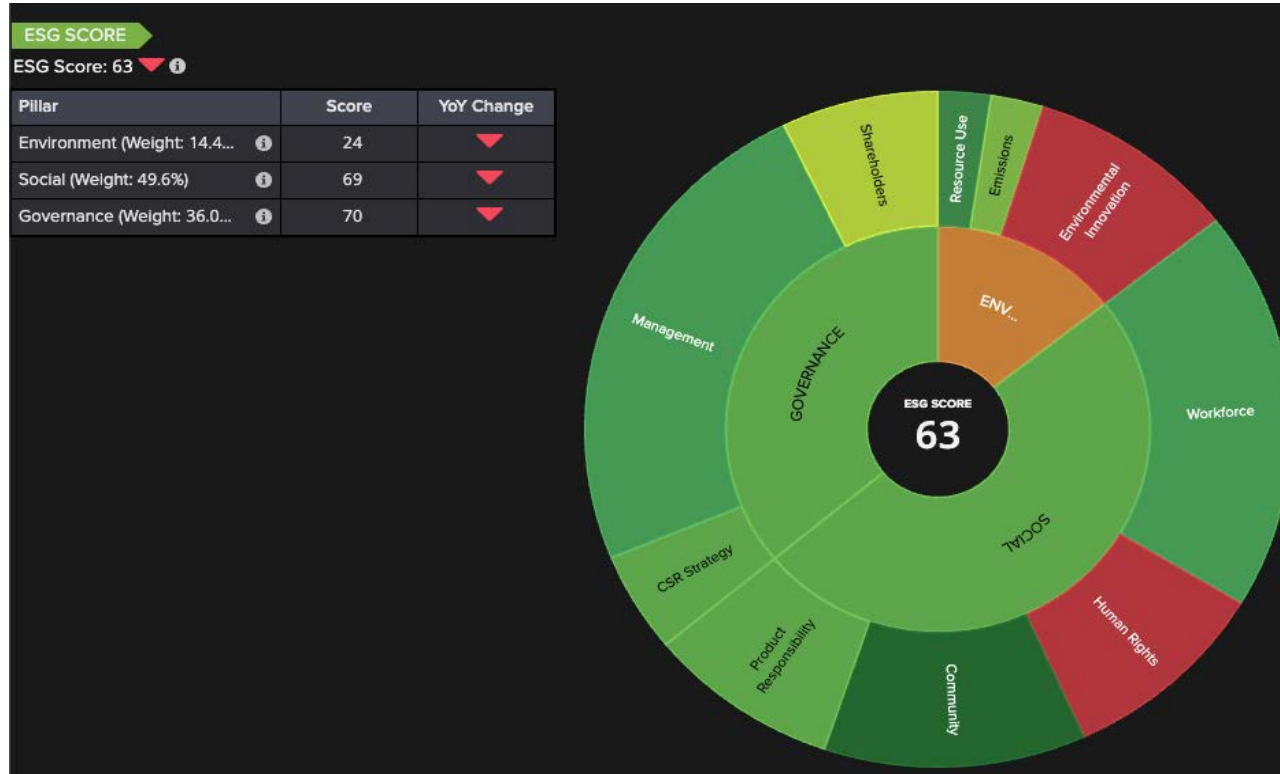 ESG SCORE
ESG Score: 63
Pillar Score YoY Change
Environment (Weight: 14.4... 24
Social (Weight: 49.6%) 69
Governance (Weight: 36.0... 70
Shareholders
Resource Use
Emissions
Environmental
Innovation
Management
GOVERNANCE
ENV...
ESG SCORE
63
Workforce
SOCIAL
CSR Strategy
Product
Responsibility
Community
Human Rights